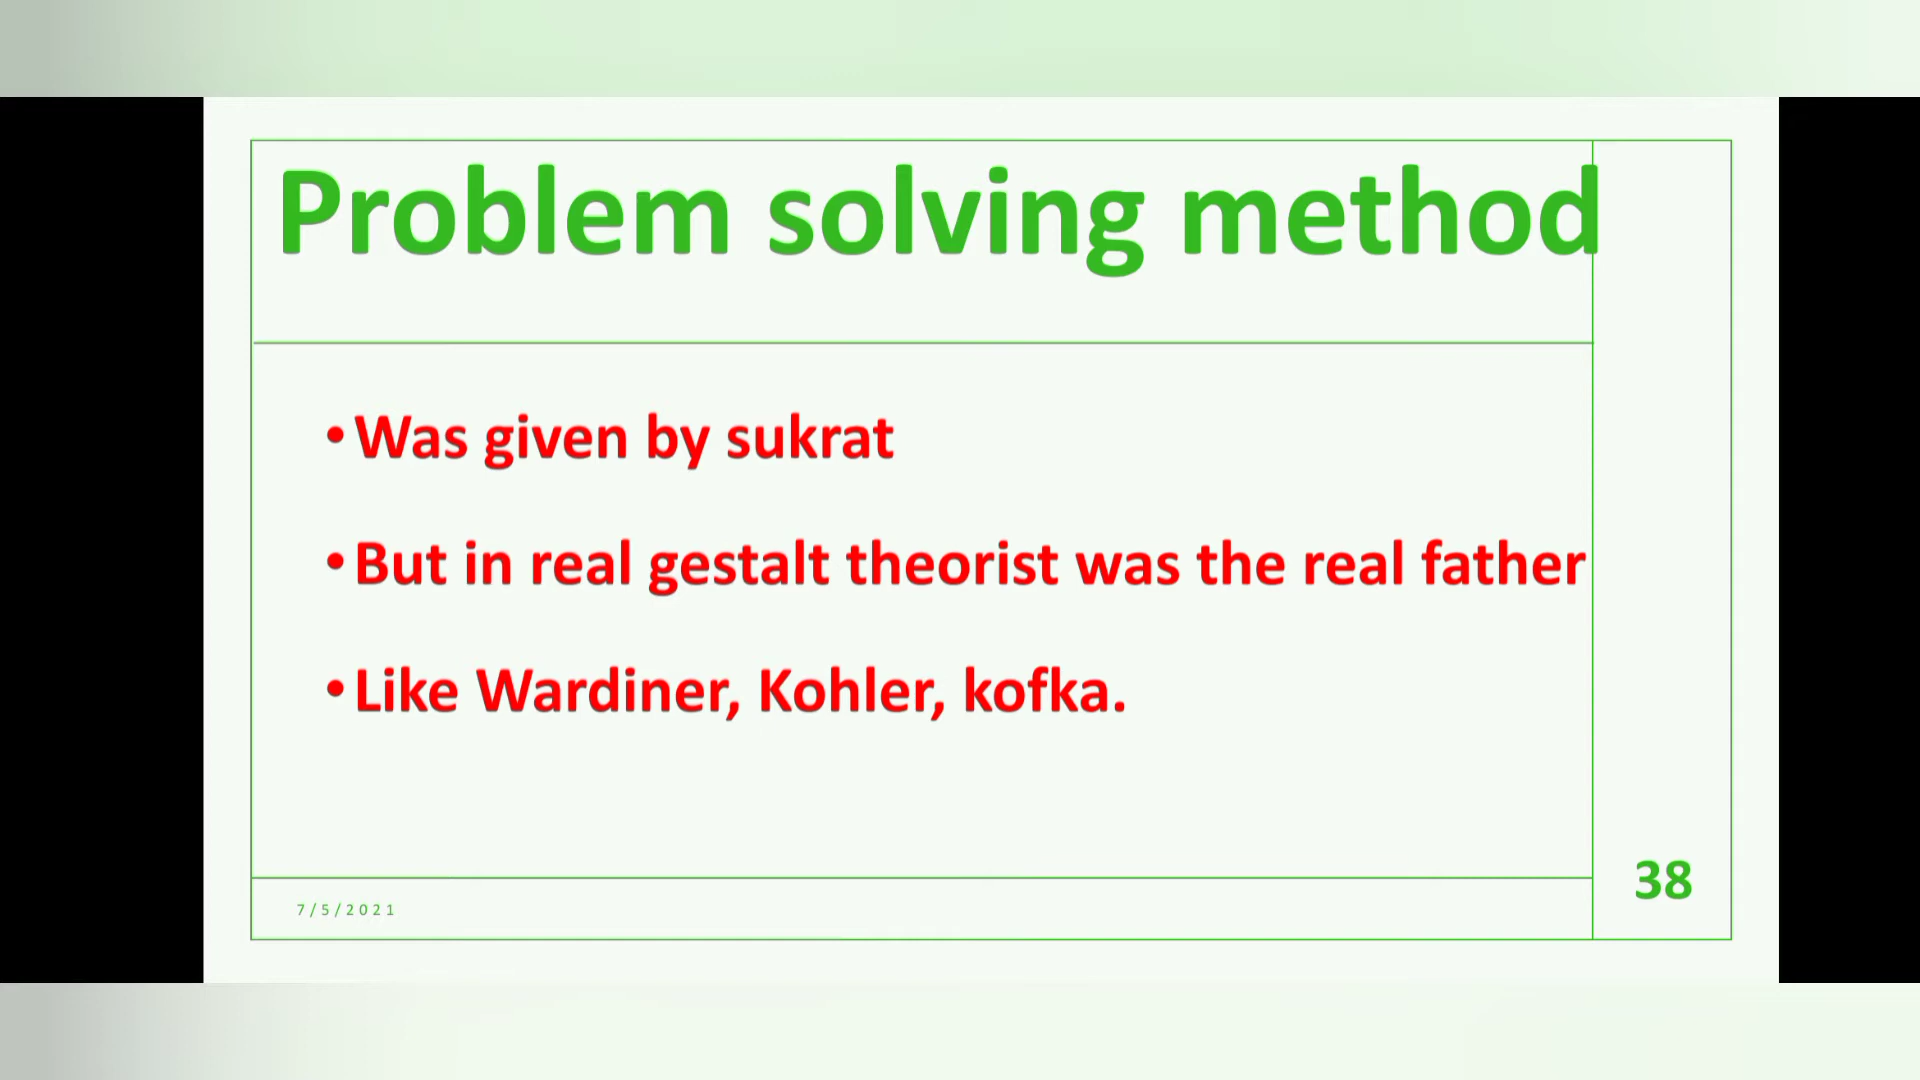 Problem solving method
• Was given by sukrat
• But in real gestalt theorist was the real father
• Like Wardiner, Kohler, kofka.
38
7/5/2021